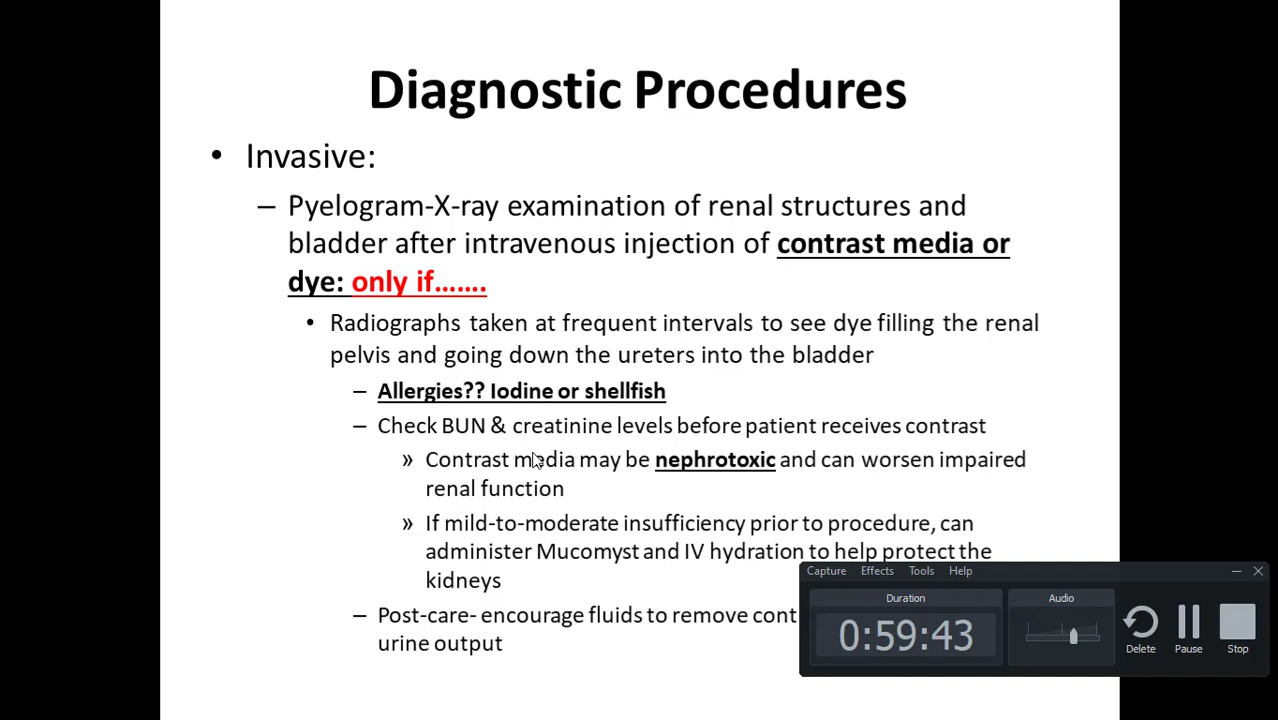 Diagnostic Procedures
• Invasive:
– Pyelogram-X-ray examination of renal structures and
bladder after intravenous injection of contrast media or
dye: only if.......
• Radiographs taken at frequent intervals to see dye filling the renal
pelvis and going down the ureters into the bladder
– Allergies?? Iodine or shellfish
– Check BUN & creatinine levels before patient receives contrast
» Contrast media may be nephrotoxic and can worsen impaired
renal function
» If mild-to-moderate insufficiency prior to procedure, can
administer Mucomyst and IV hydration to help protect the
kidneys
– Post-care- encourage fluids to remove cont
urine output
Capture Effects Tools Help
Duration
Audio
0:59:43
Delete Pause Stop